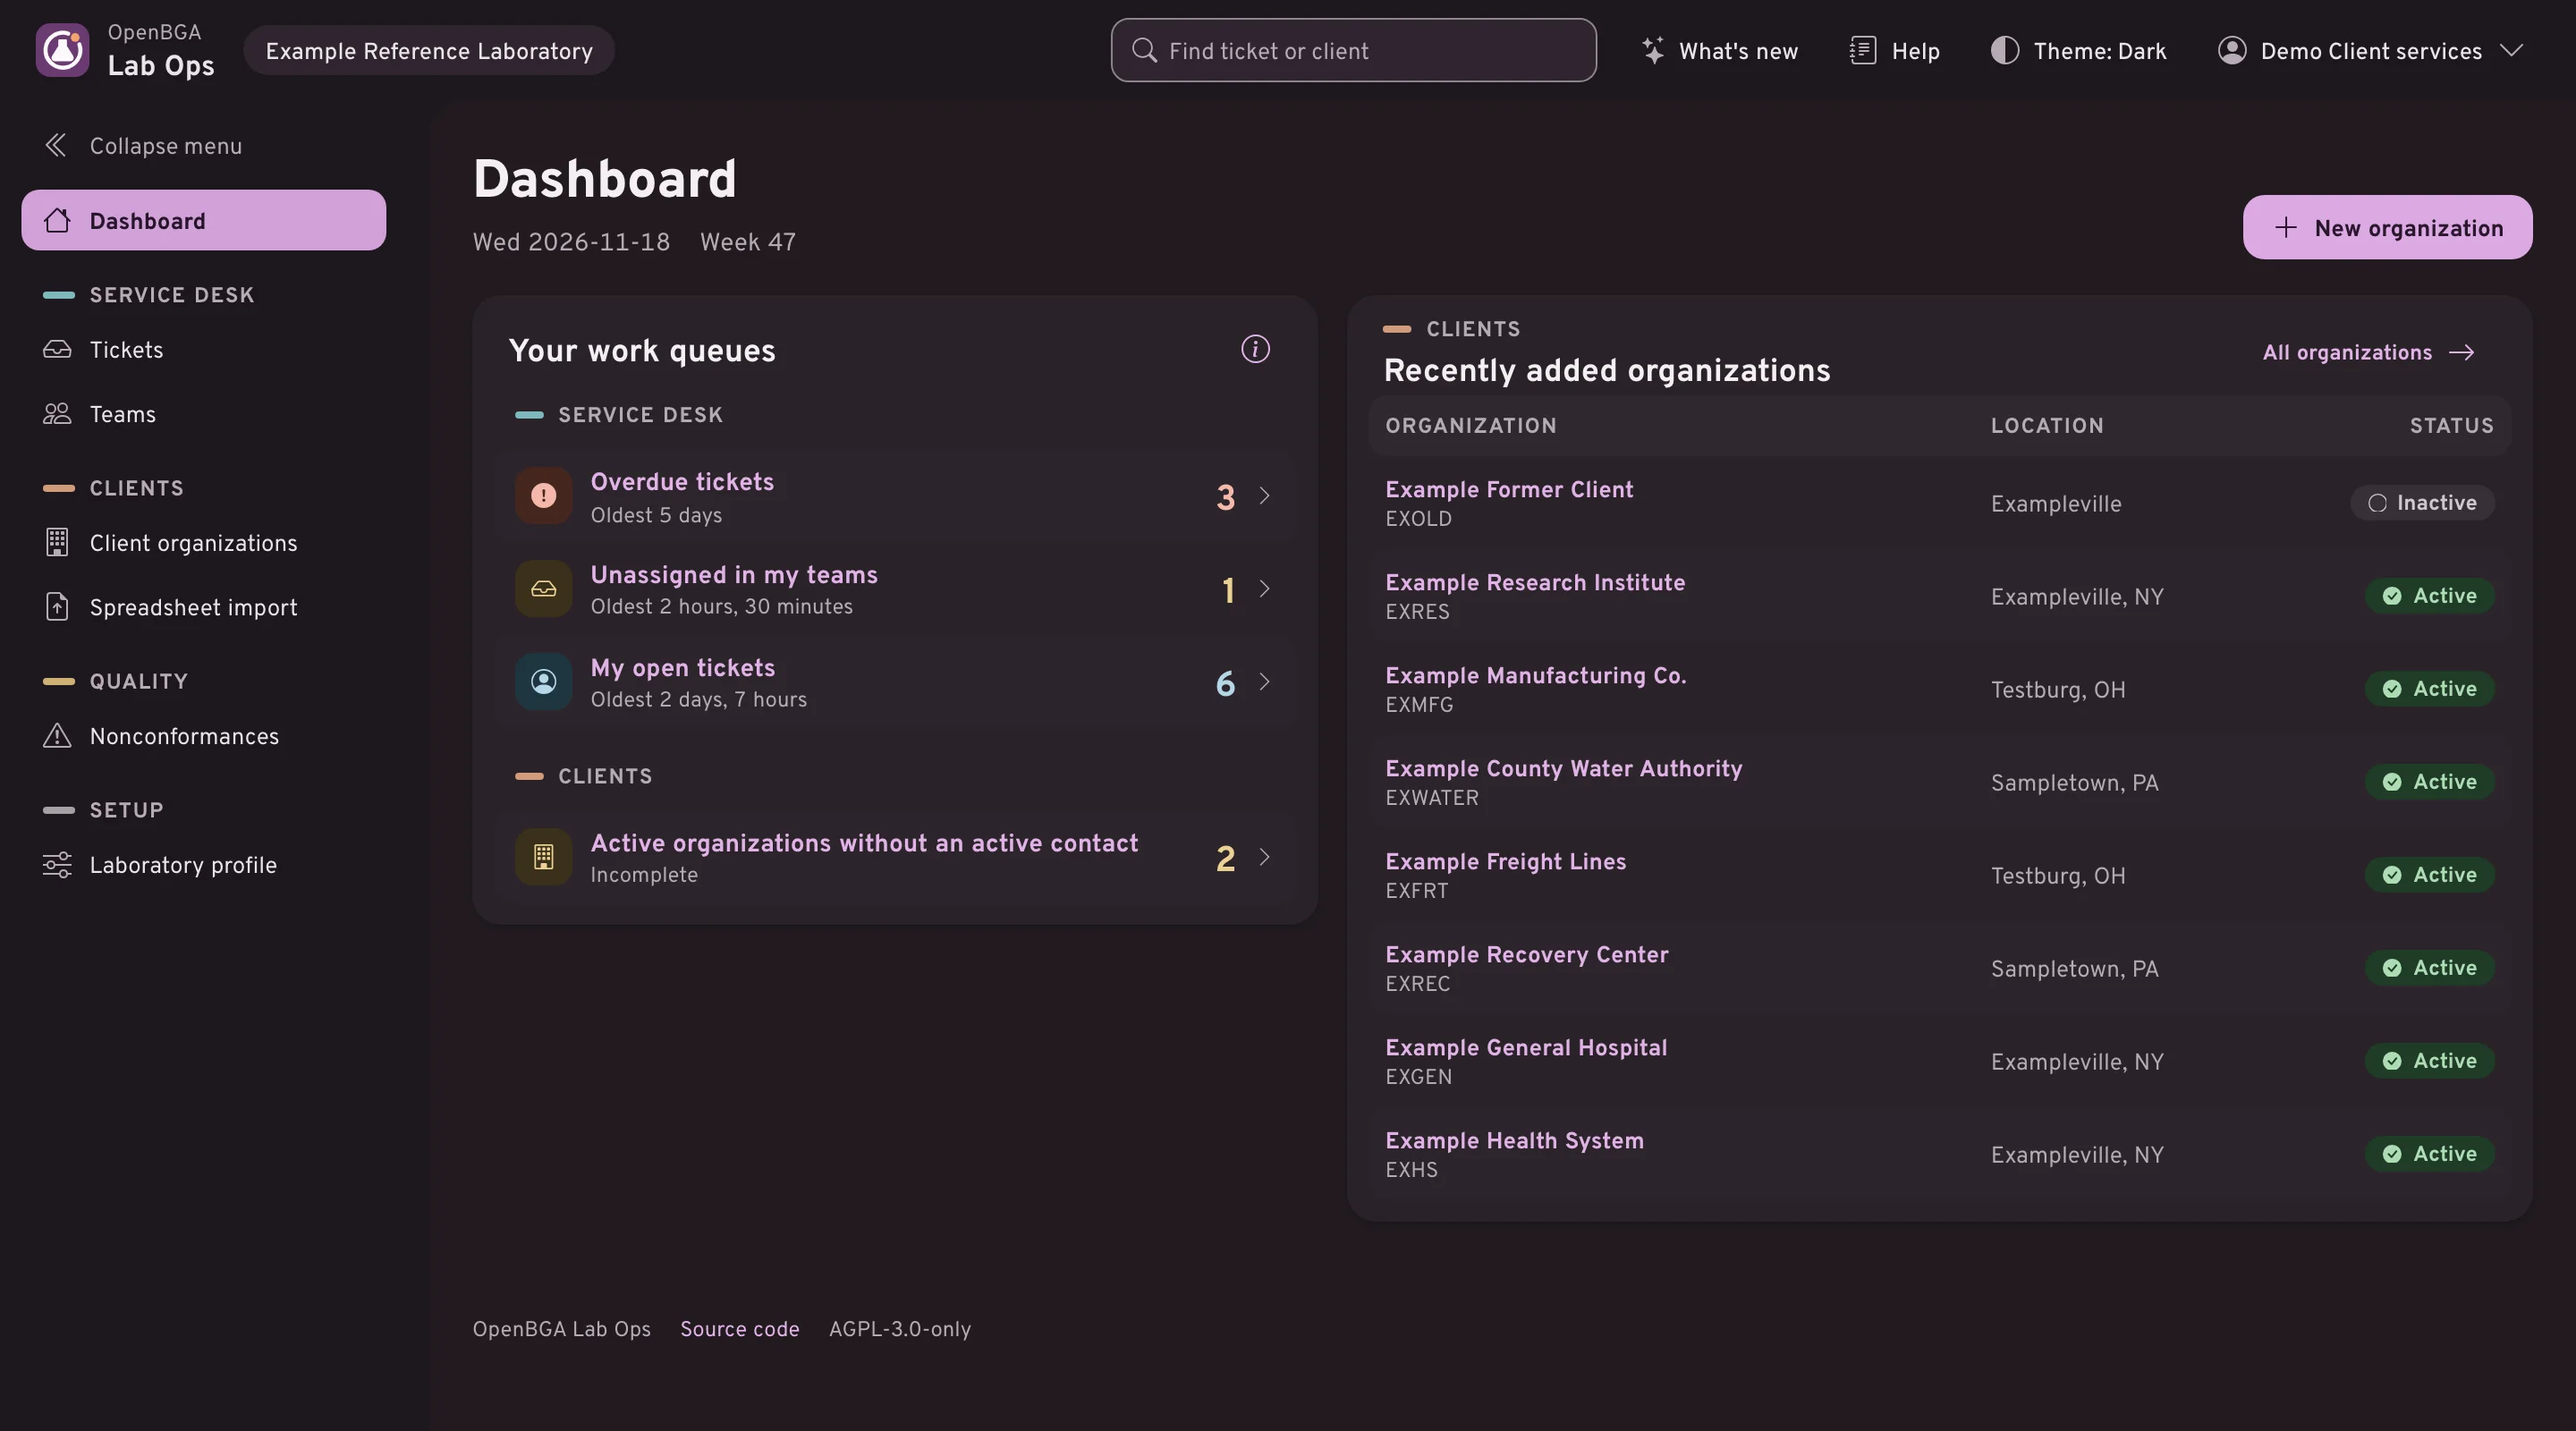 OpenBGA
Lab Ops
Example Reference Laboratory
Find ticket or client
What's new
Help
Theme: Dark
Demo Client services
Collapse menu
Dashboard
SERVICE DESK
Tickets
Teams
CLIENTS
Client organizations
Spreadsheet import
QUALITY
Nonconformances
SETUP
Laboratory profile
Dashboard
Wed 2026-11-18 Week 47
New organization
Your work queues
SERVICE DESK
Overdue tickets
Oldest 5 days
3
Unassigned in my teams
Oldest 2 hours, 30 minutes
1
My open tickets
Oldest 2 days, 7 hours
6
CLIENTS
Active organizations without an active contact
Incomplete
2
CLIENTS
Recently added organizations
All organizations
ORGANIZATION LOCATION STATUS
Example Former Client
EXOLD
Exampleville
Inactive
Example Research Institute
EXRES
Exampleville, NY
Active
Example Manufacturing Co.
EXMFG
Testburg, OH
Active
Example County Water Authority
EXWATER
Sampletown, PA
Active
Example Freight Lines
EXFRT
Testburg, OH
Active
Example Recovery Center
EXREC
Sampletown, PA
Active
Example General Hospital
EXGEN
Exampleville, NY
Active
Example Health System
EXHS
Exampleville, NY
Active
OpenBGA Lab Ops Source code AGPL-3.0-only